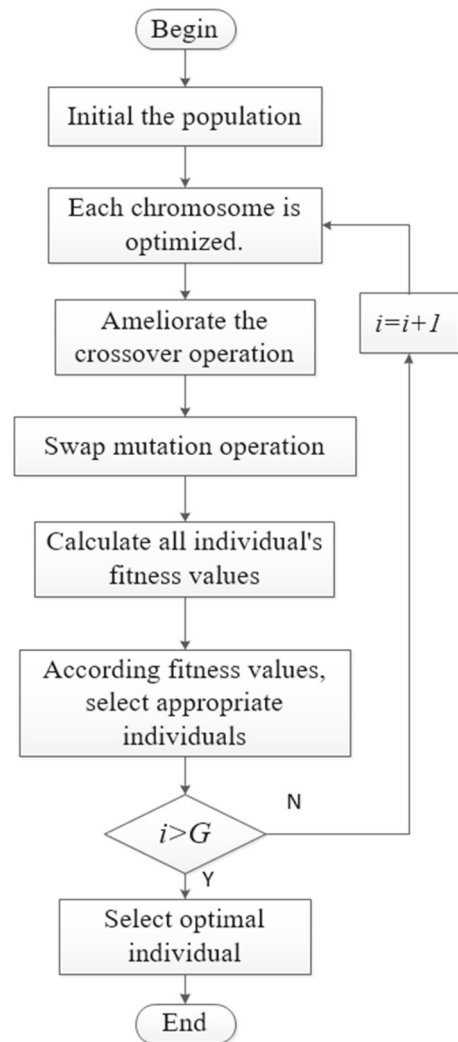 Begin
Initial the population
Each chromosome is
optimized.
Ameliorate the
crossover operation
i=i+1
Swap mutation operation
Calculate all individual's
fitness values
According fitness values,
select appropriate
individuals
i>G
N
Y
Select optimal
individual
End